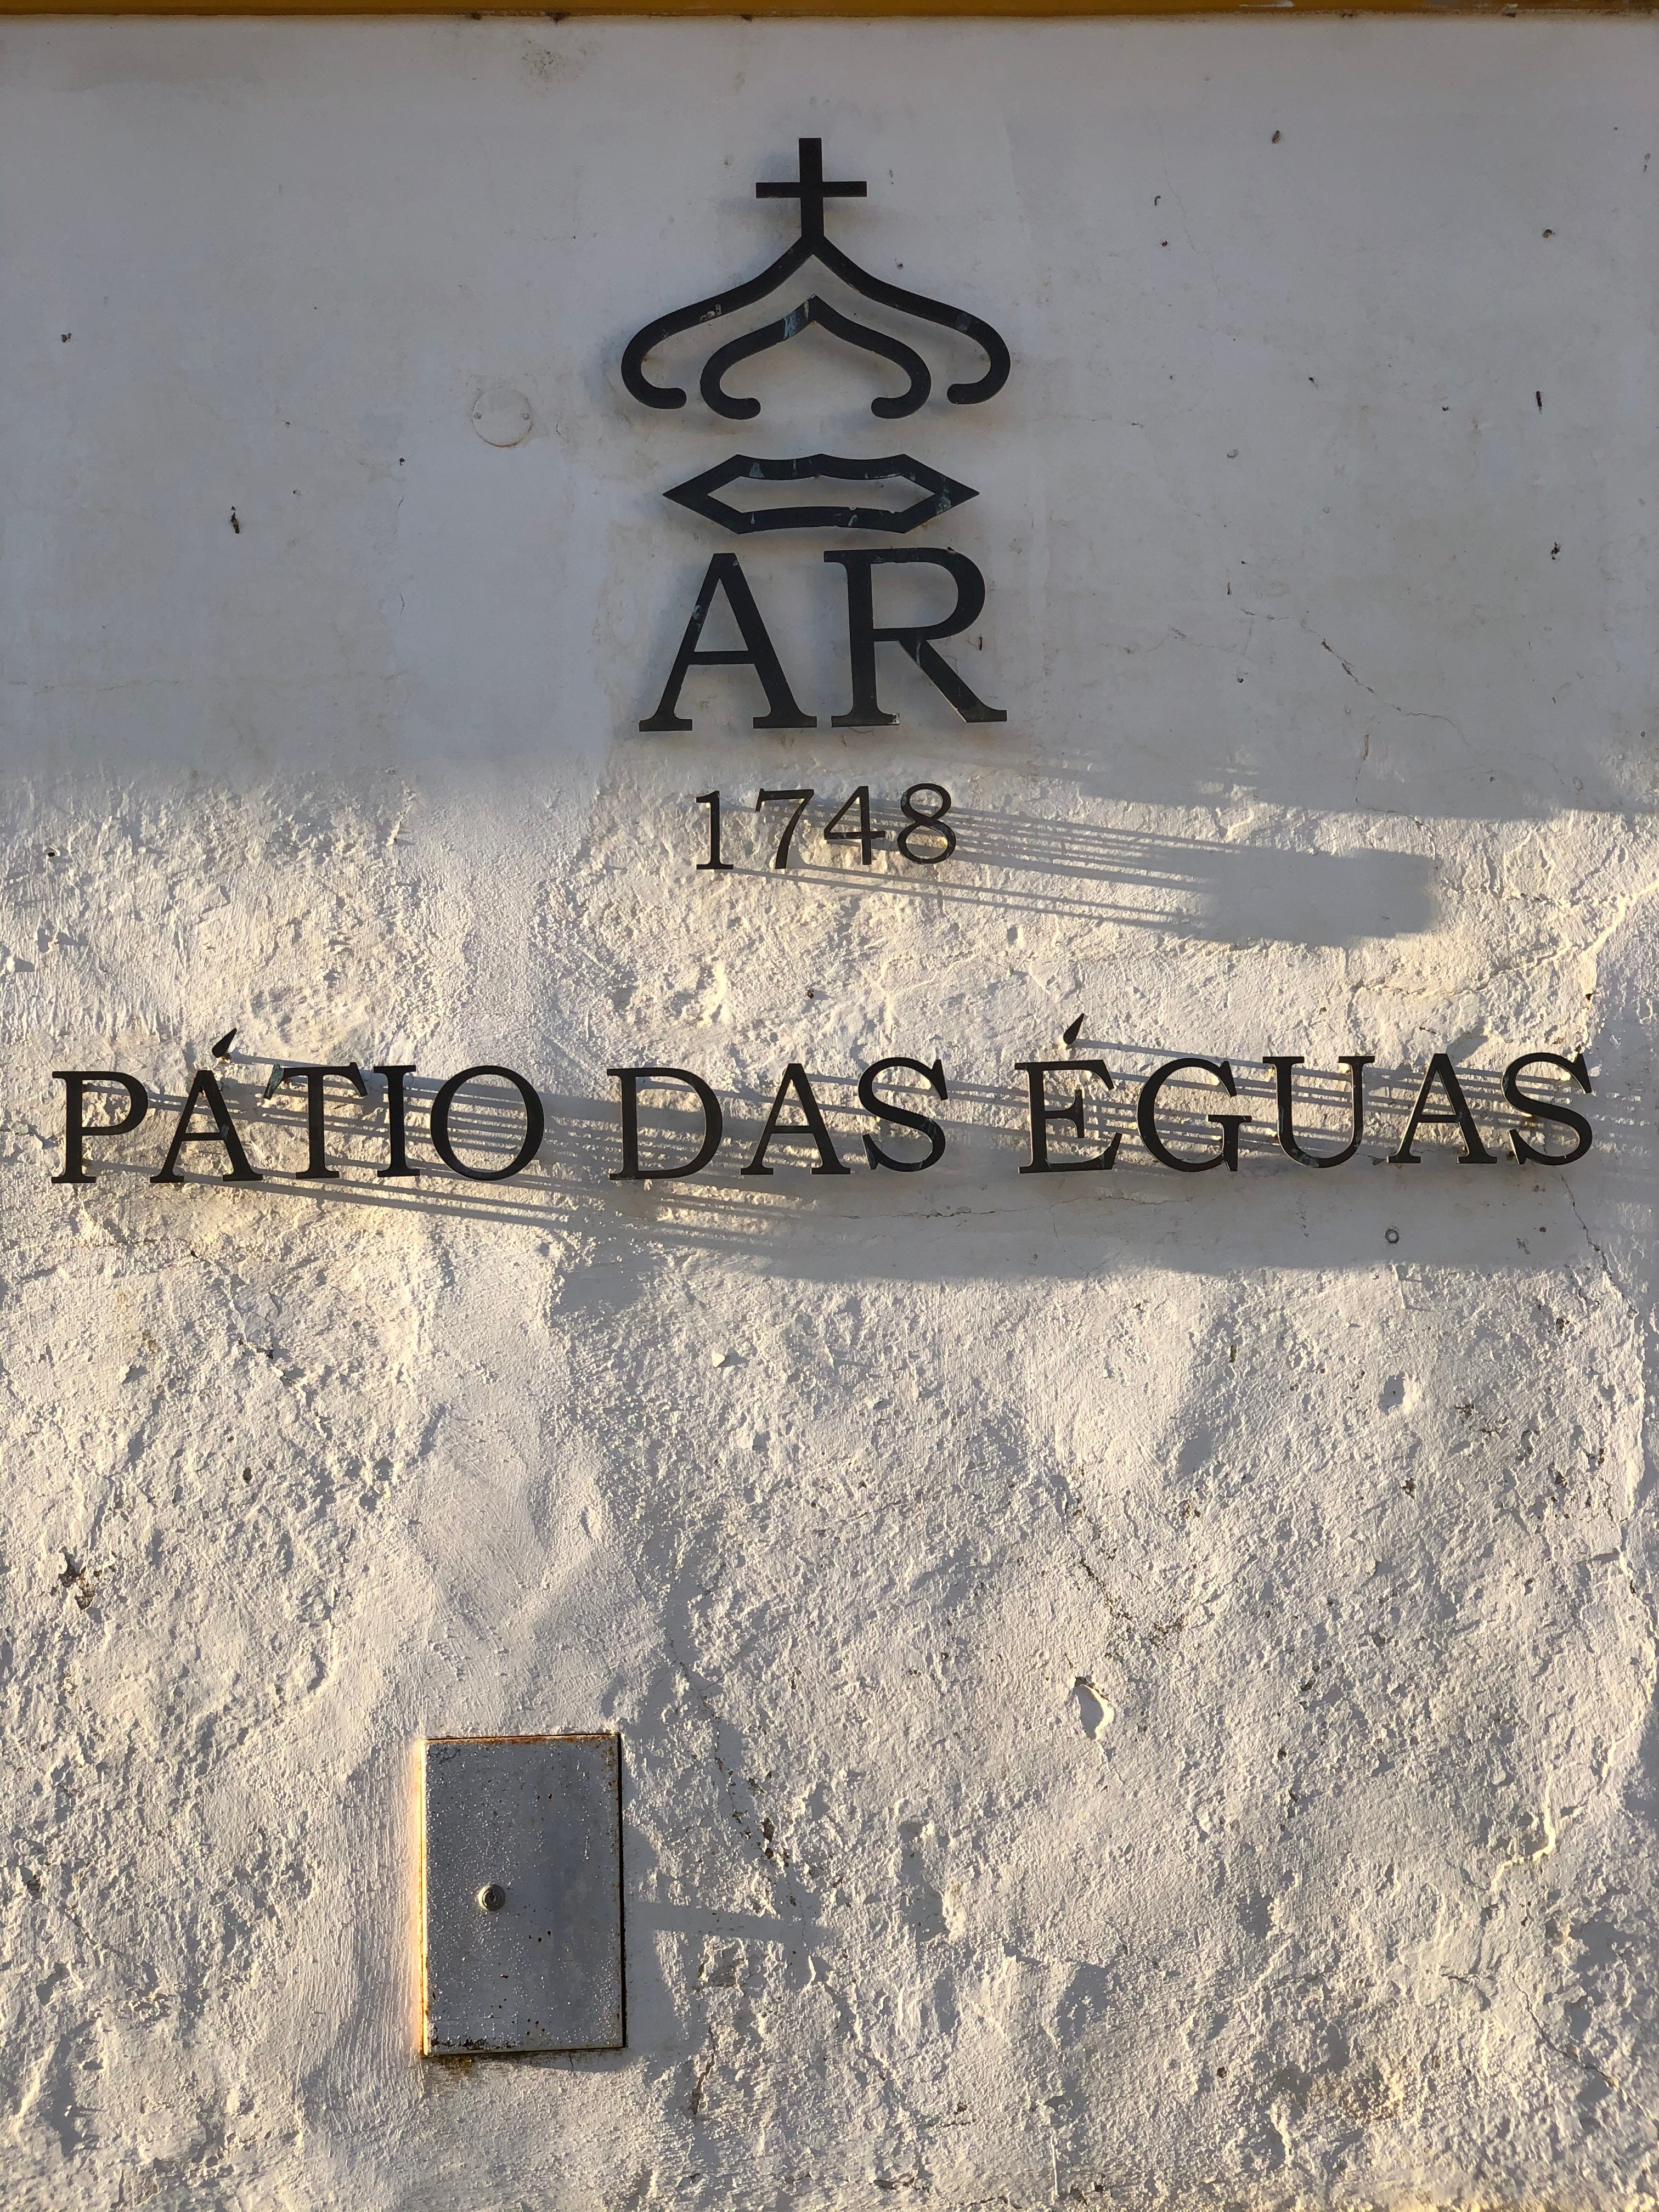 AR
1748
PÁTIO DAS ÉGUAS